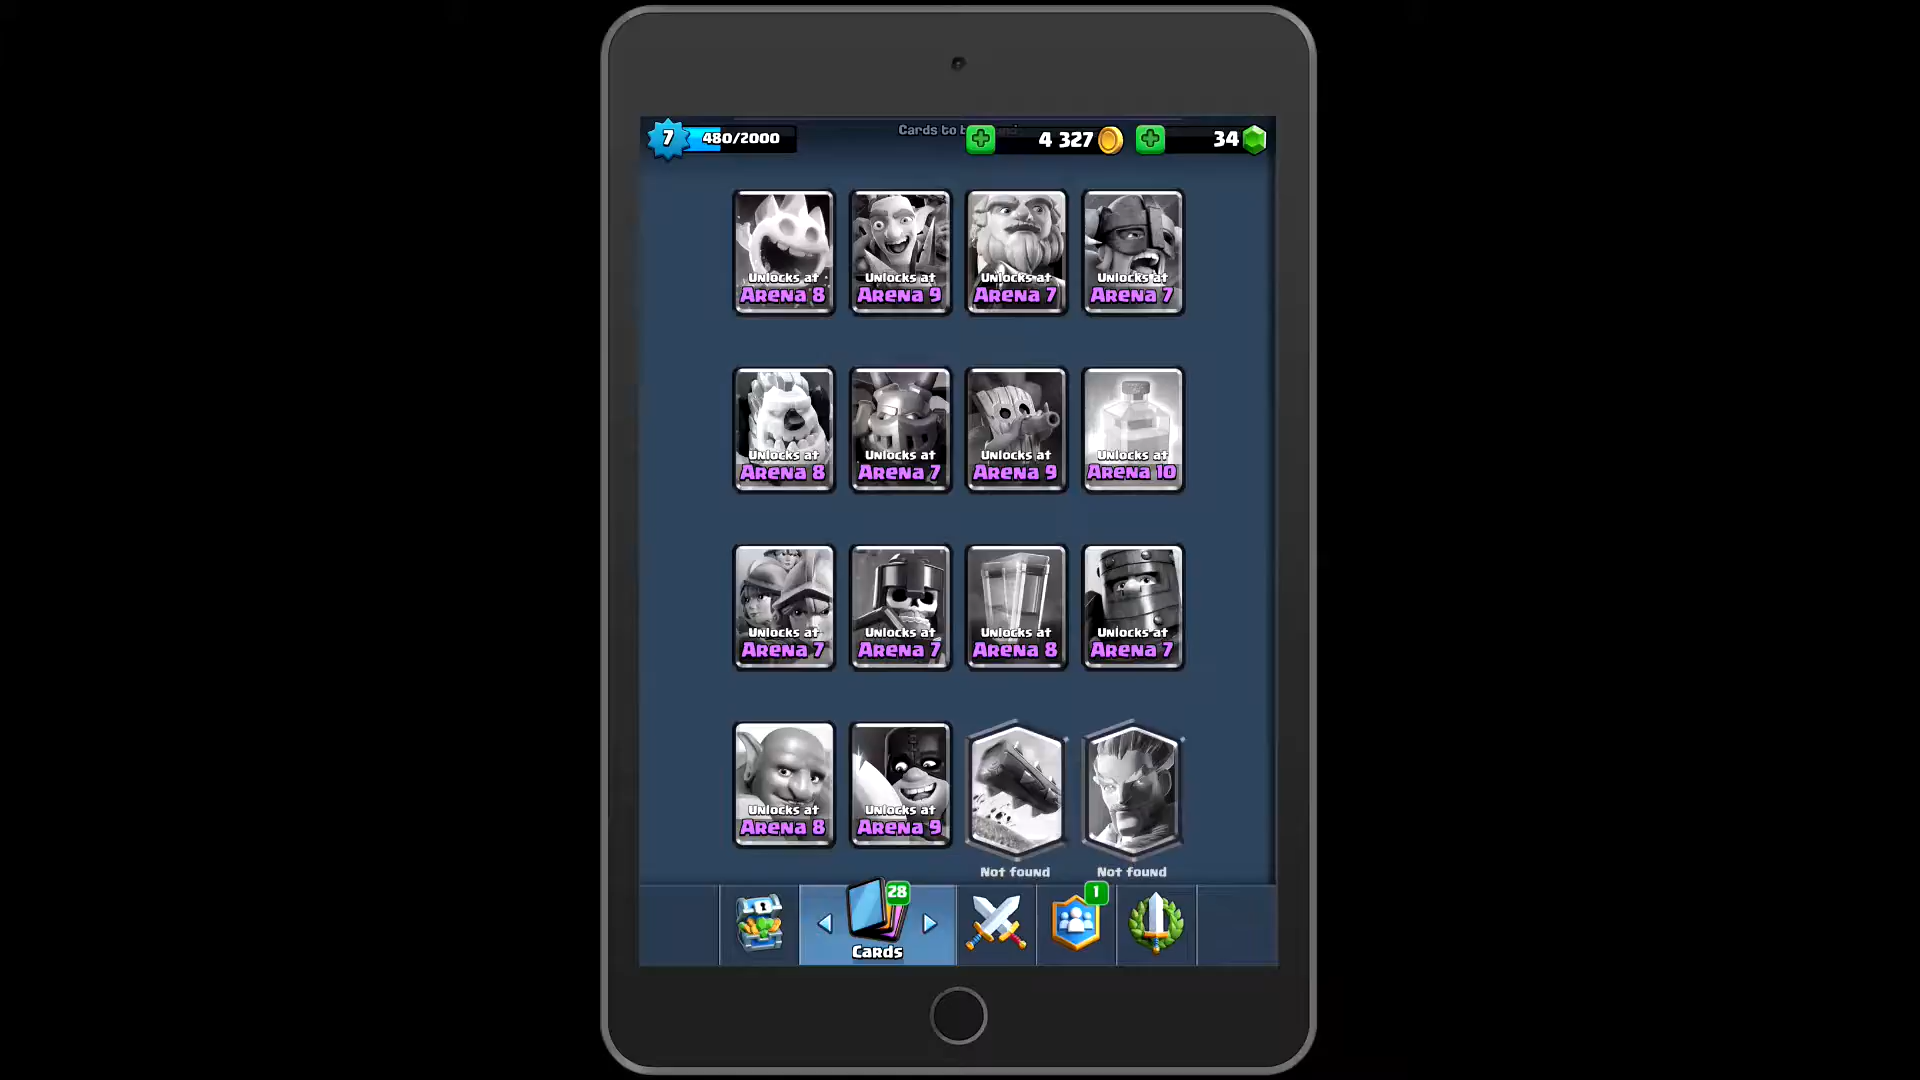 7 480/2000 Cards to b 4 327 34
Unlocks at Unlocks at Unlocks at Unlocks at
Arena 8 Arena 9 Arena 7 Arena 7
Unlocks at Unlocks at Unlocks at Unlocks at
Arena 8 Arena 7 Arena 9 Arena 10
Unlocks at Unlocks at Unlocks at Unlocks at
Arena 7 Arena 7 Arena 8 Arena 7
Unlocks at Unlocks at
Arena 8 Arena 9
Not found Not found
28 1
Cards